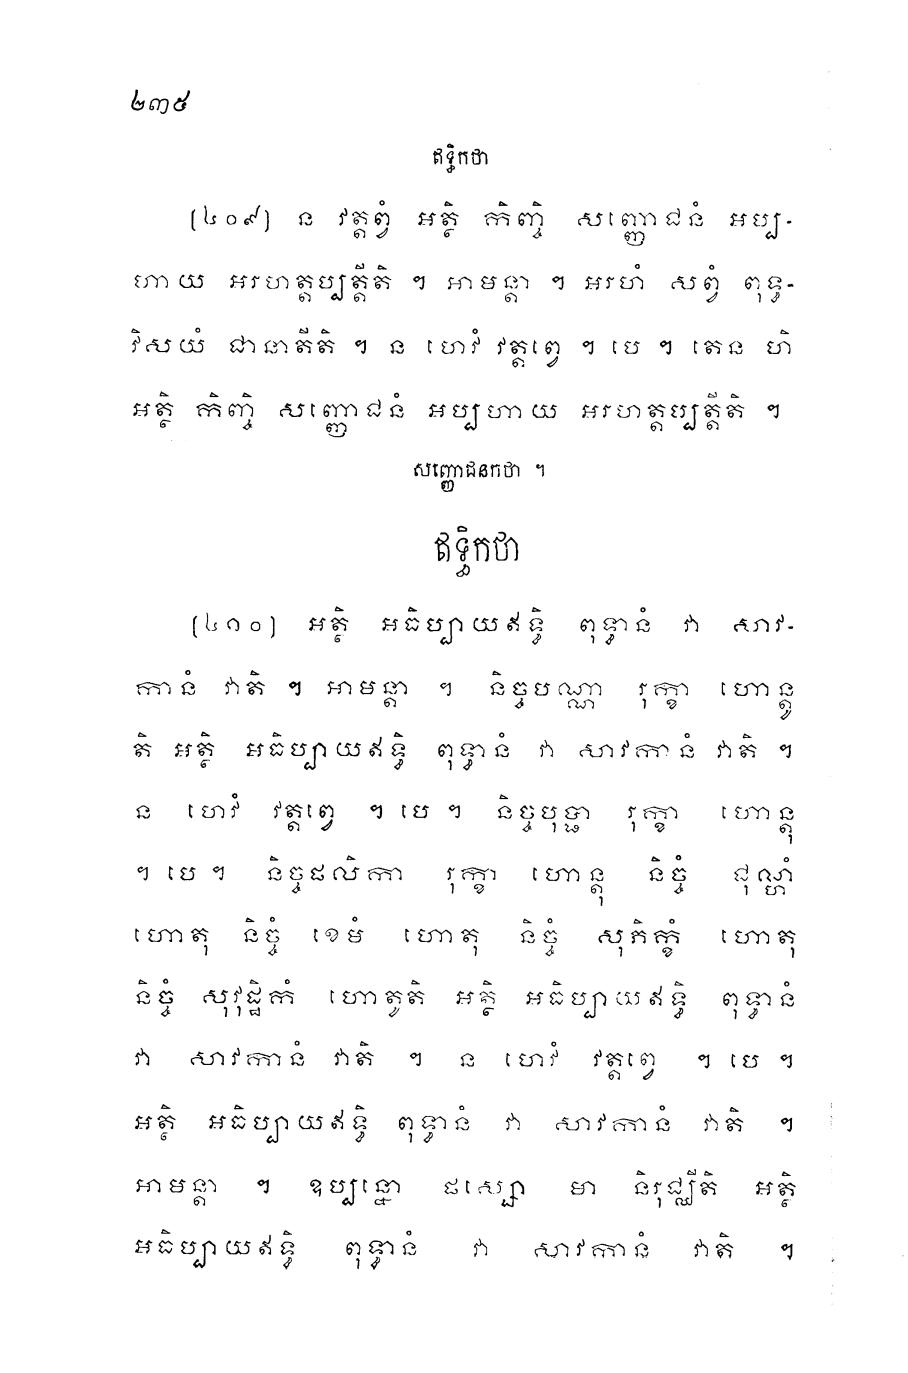 ២៣៥
ឥទ្ធិកថា
(៤០៩) ន វត្តព្វំ អត្ថិ កិញ្ចិ សញ្ញោជនំ អប្ប-
ហាយ អរហត្តប្បត្តីតិ ។ អាមន្តា ។ អរហំ សព្វំ ពុទ្ធ-
វិសយំ ជានាតីតិ ។ ន ហេវំ វត្តព្វេ ។ បេ ។ តេន ហិ
អត្ថិ កិញ្ចិ សញ្ញោជនំ អប្បហាយ អរហត្តប្បត្តីតិ ។
សញ្ញោជនកថា ។
ឥទ្ធិកថា
(៤១០) អត្ថិ អធិប្បាយឥទ្ធិ ពុទ្ធានំ វា សាវ-
កានំ វាតិ ។ អាមន្តា ។ និច្ចបណ្ណា រុក្ខា ហោន្តូ
តិ អត្ថិ អធិប្បាយឥទ្ធិ ពុទ្ធានំ វា សាវកានំ វាតិ ។
ន ហេវំ វត្តព្វេ ។ បេ ។ និច្ចបុប្ផា រុក្ខា ហោន្តុ
។ បេ ។ និច្ចផលិកា រុក្ខា ហោន្តុ និច្ចំ ជុណ្ហំ
ហោតុ និច្ចំ ខេមំ ហោតុ និច្ចំ សុភិក្ខំ ហោតុ
និច្ចំ សុវុដ្ឋិកំ ហោតូតិ អត្ថិ អធិប្បាយឥទ្ធិ ពុទ្ធានំ
វា សាវកានំ វាតិ ។ ន ហេវំ វត្តព្វេ ។ បេ ។
អត្ថិ អធិប្បាយឥទ្ធិ ពុទ្ធានំ វា សាវកានំ វាតិ ។
អាមន្តា ។ ឧប្បន្នោ ផស្សោ មា និរុជ្ឈីតិ អត្ថិ
អធិប្បាយឥទ្ធិ ពុទ្ធានំ វា សាវកានំ វាតិ ។